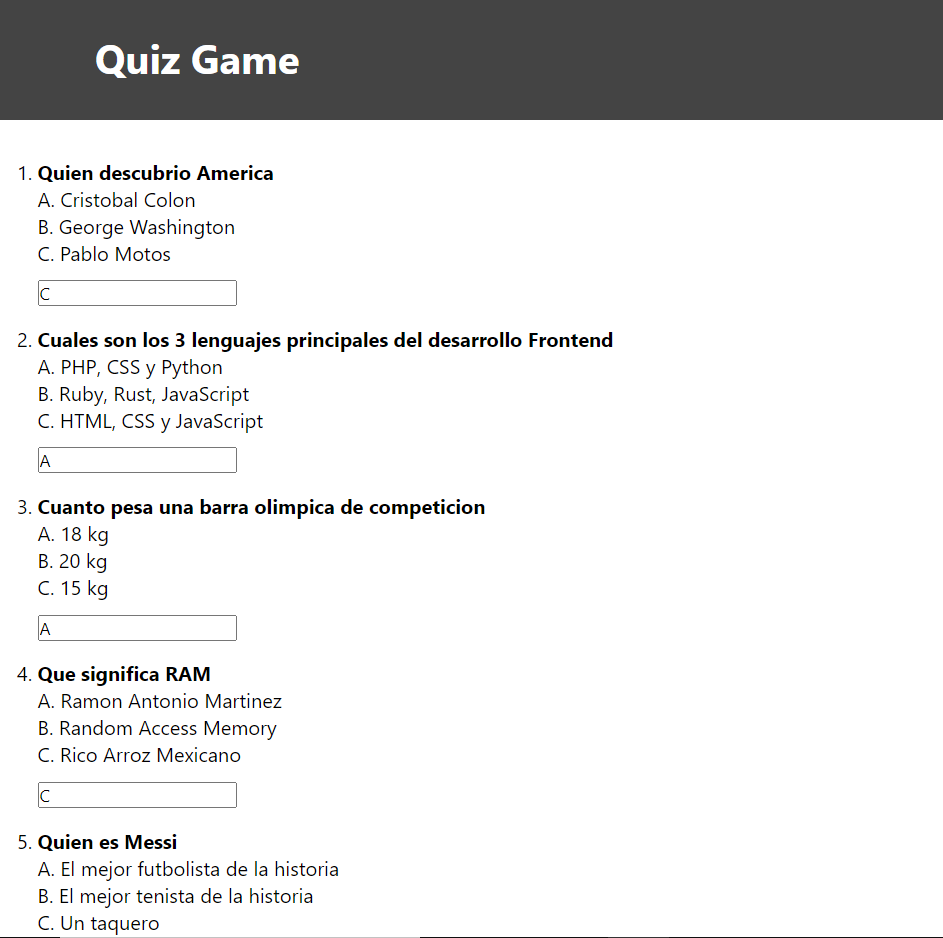 Quiz Game
1. Quien descubrio America
A. Cristobal Colon
B. George Washington
C. Pablo Motos
C
2. Cuales son los 3 lenguajes principales del desarrollo Frontend
A. PHP, CSS y Python
B. Ruby, Rust, JavaScript
C. HTML, CSS y JavaScript
A
3. Cuanto pesa una barra olimpica de competicion
A. 18 kg
B. 20 kg
C. 15 kg
A
4. Que significa RAM
A. Ramon Antonio Martinez
B. Random Access Memory
C. Rico Arroz Mexicano
C
5. Quien es Messi
A. El mejor futbolista de la historia
B. El mejor tenista de la historia
C. Un taquero